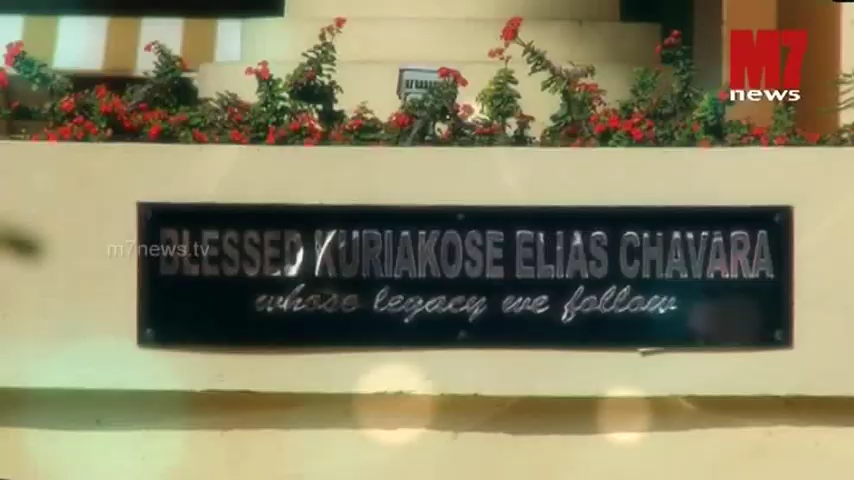 M7
news
m7news.tv
BLESSED KURIAKOSE ELIAS CHAVARA
whose legacy we follow